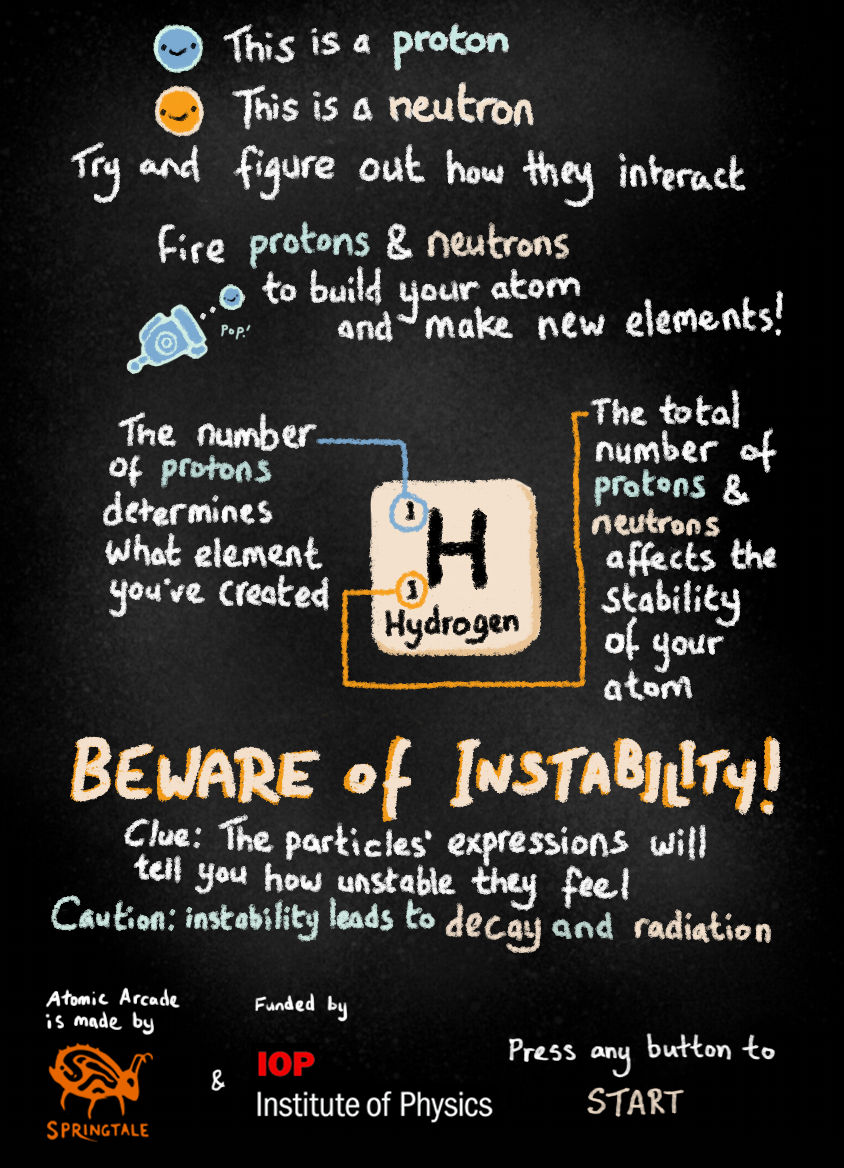 This is a proton
This is a neutron
Try and figure out how they interact
Fire protons & neutrons
to build your atom
Pop!
and make new elements!
The number
of protons
determines
what element
you've created
1
H
1
Hydrogen
The total
number of
protons &
neutrons
affects the
stability
of your
atom
BEWARE of INSTABILITY!
Clue: The particles' expressions will
tell you how unstable they feel
Caution: instability leads to decay and radiation
Atomic Arcade
is made by
SPRINGTALE
&
Funded by
IOP
Institute of Physics
Press any button to
START